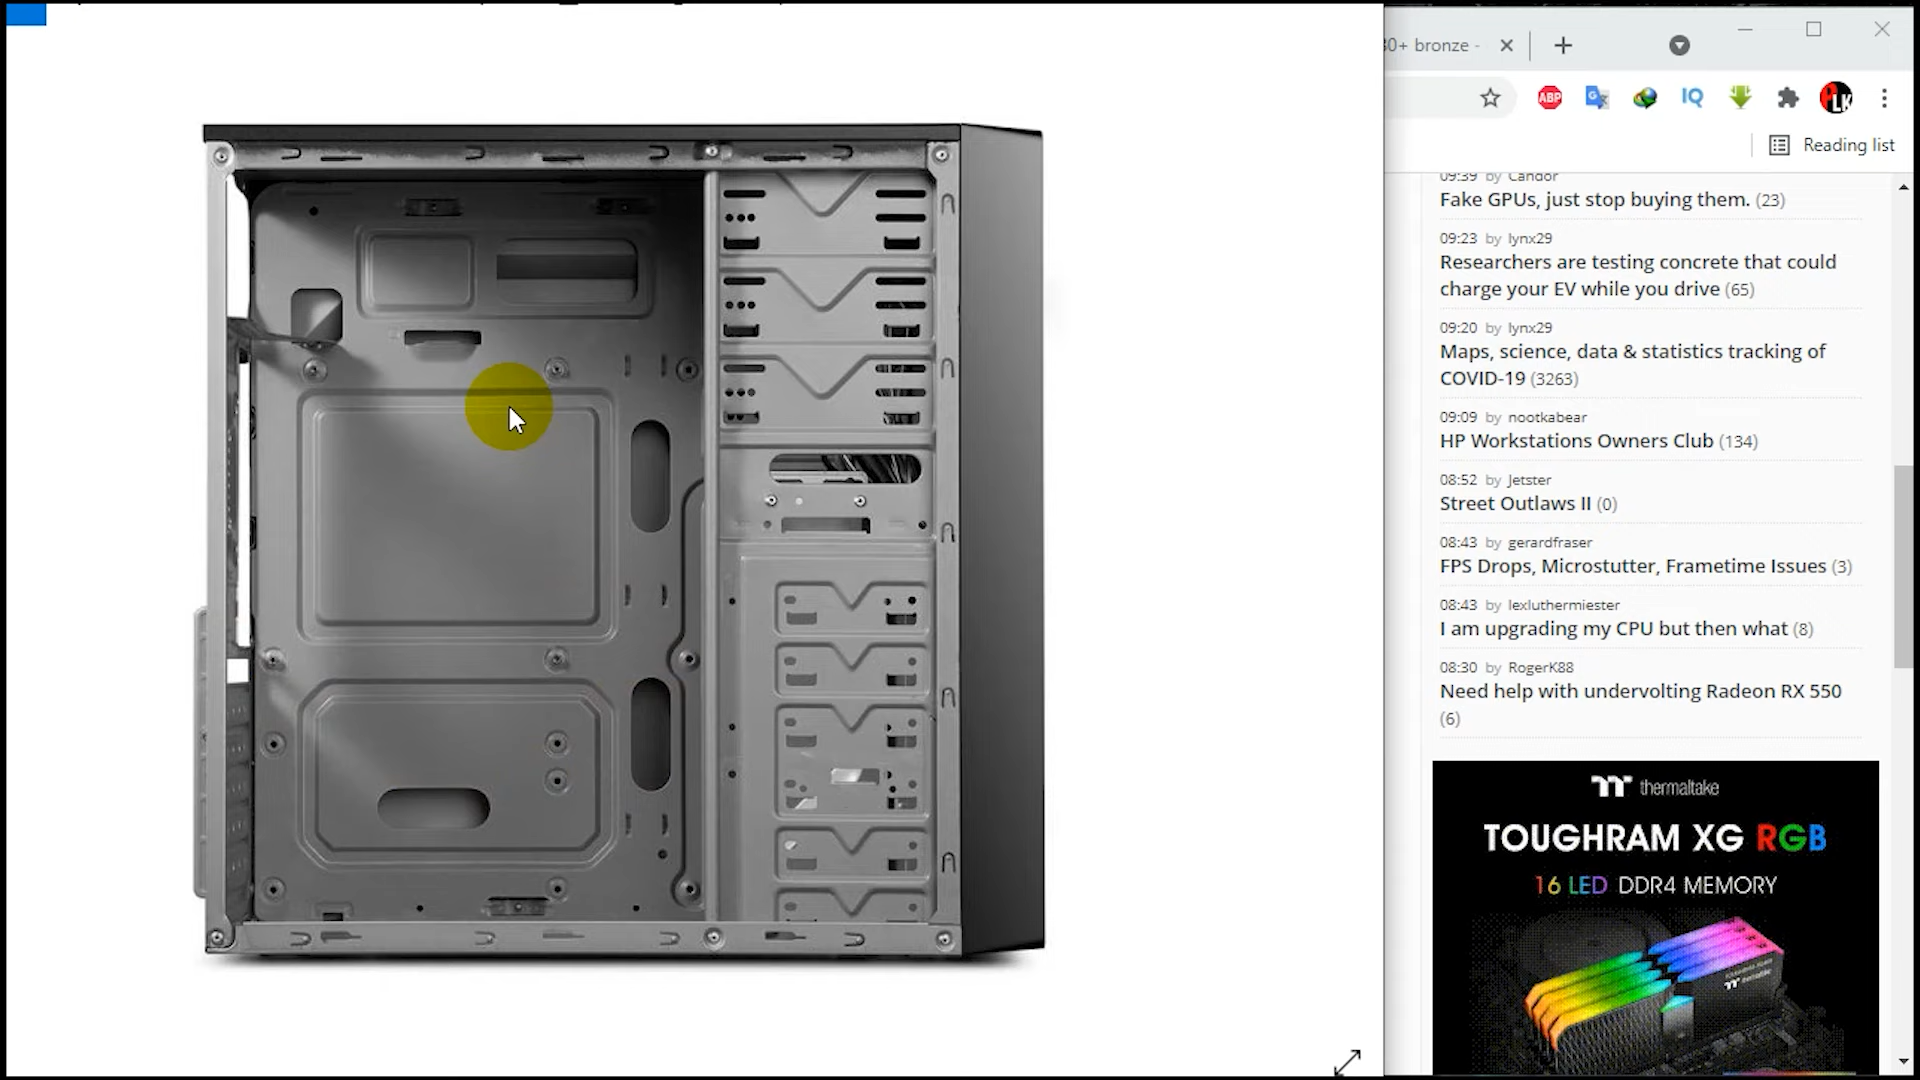 80+ bronze -
ABP
IQ
LK
Reading list
09:39 by Candor
Fake GPUs, just stop buying them. (23)
09:23 by lynx29
Researchers are testing concrete that could
charge your EV while you drive (65)
09:20 by lynx29
Maps, science, data & statistics tracking of
COVID-19 (3263)
09:09 by nootkabear
HP Workstations Owners Club (134)
08:52 by Jetster
Street Outlaws II (0)
08:43 by gerardfraser
FPS Drops, Microstutter, Frametime Issues (3)
08:43 by lexluthermiester
I am upgrading my CPU but then what (8)
08:30 by RogerK88
Need help with undervolting Radeon RX 550
(6)
thermaltake
TOUGHRAM XG RGB
16 LED DDR4 MEMORY